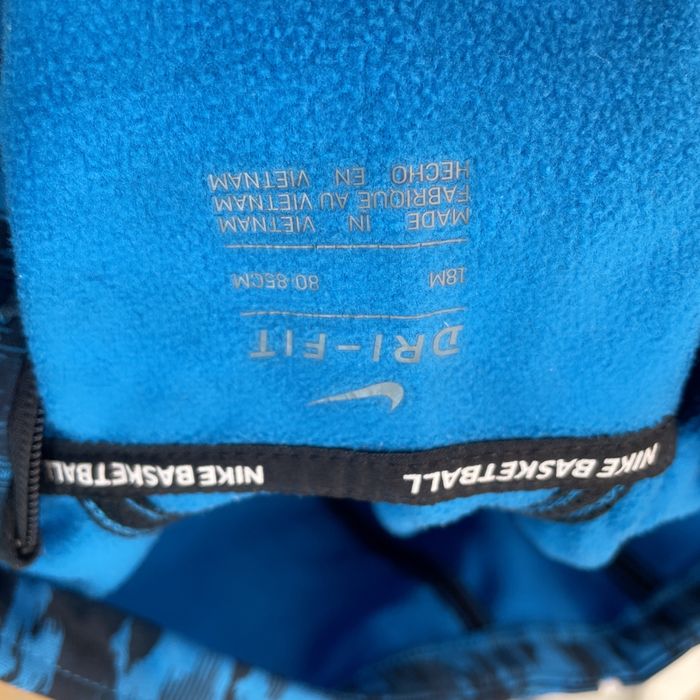 NIKE BASKETBALL NIKE BASKETBALL
DRI-FIT
18M 80-85CM
MADE IN VIETNAM
FABRIQUE AU VIETNAM
HECHO EN VIETNAM